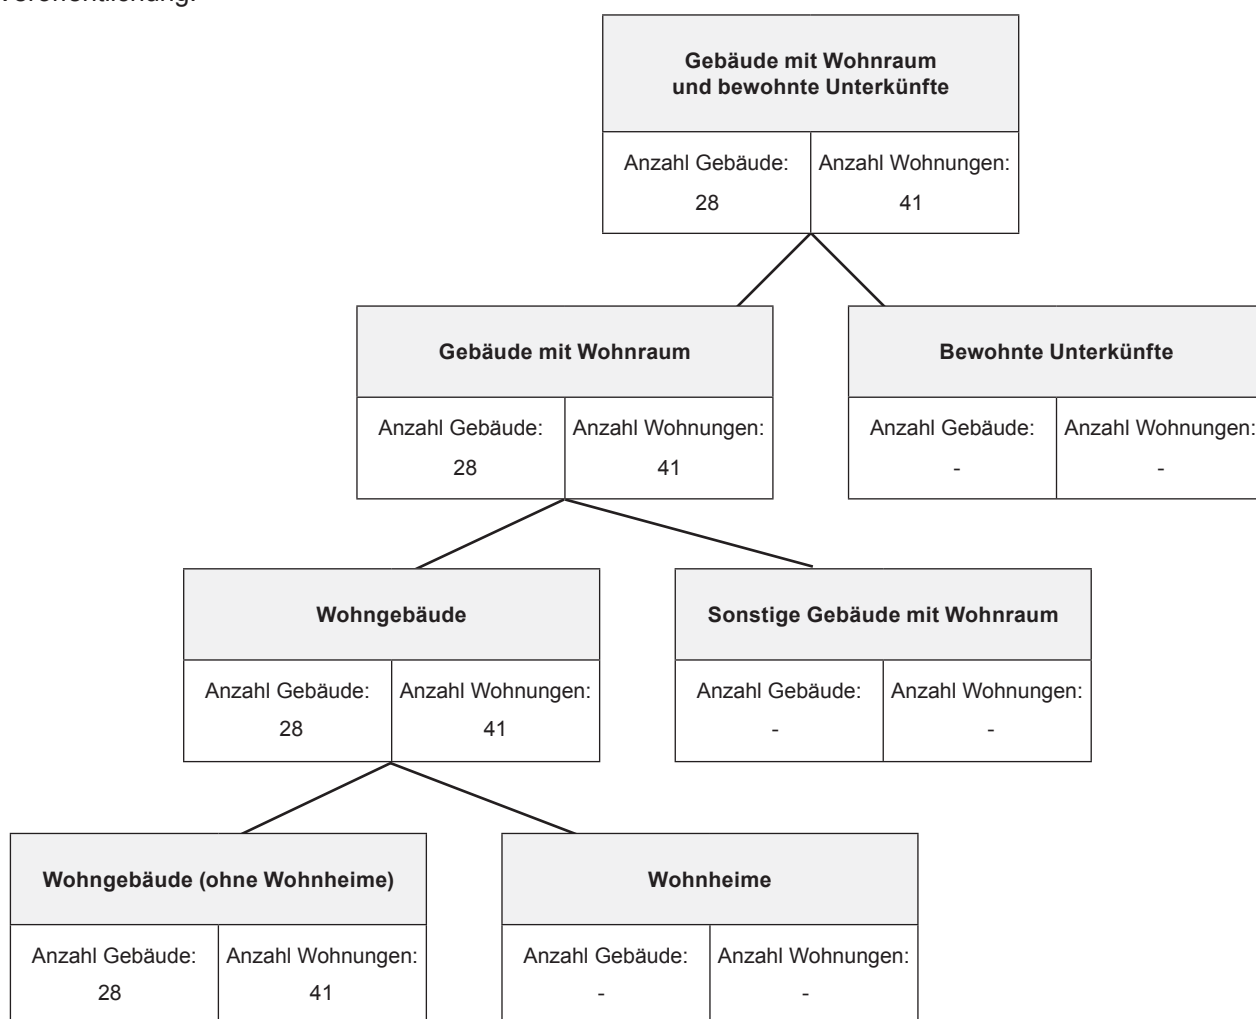 Veröffentlichung.
Gebäude mit Wohnraum
und bewohnte Unterkünfte
Anzahl Gebäude: Anzahl Wohnungen:
28 41
Gebäude mit Wohnraum Bewohnte Unterkünfte
Anzahl Gebäude: Anzahl Wohnungen: Anzahl Gebäude: Anzahl Wohnungen:
28 41 - -
Wohngebäude Sonstige Gebäude mit Wohnraum
Anzahl Gebäude: Anzahl Wohnungen: Anzahl Gebäude: Anzahl Wohnungen:
28 41 - -
Wohngebäude (ohne Wohnheime) Wohnheime
Anzahl Gebäude: Anzahl Wohnungen: Anzahl Gebäude: Anzahl Wohnungen:
28 41 - -